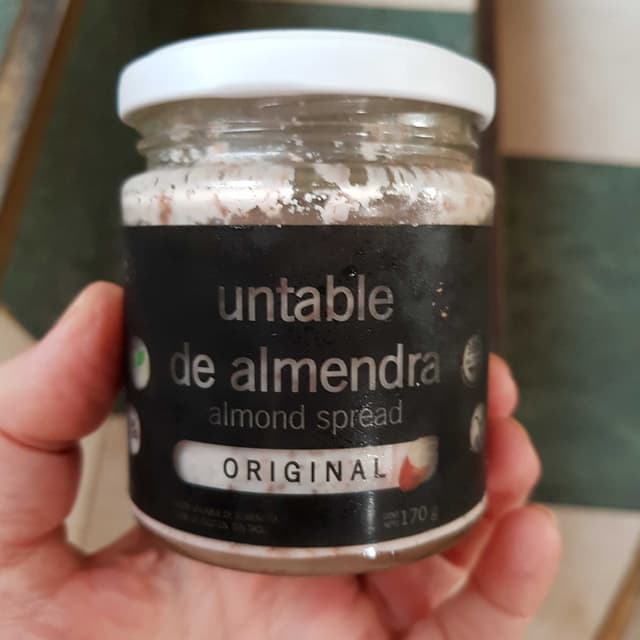 untable
de almendra
almond spread
ORIGINAL
170 g